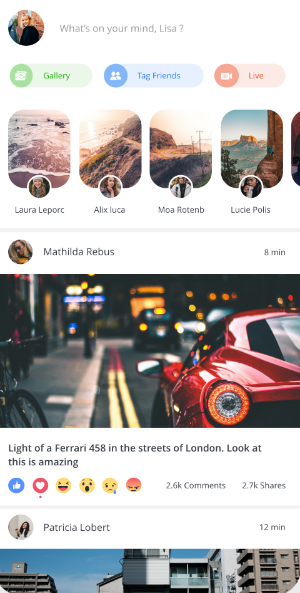 What's on your mind, Lisa ?
Gallery
Tag Friends
Live
Laura Leporc
Alix luca
Moa Rotenb
Lucie Polis
Mathilda Rebus
8 min
Light of a Ferrari 458 in the streets of London. Look at
this is amazing
2.6k Comments
2.7k Shares
Patricia Lobert
12 min